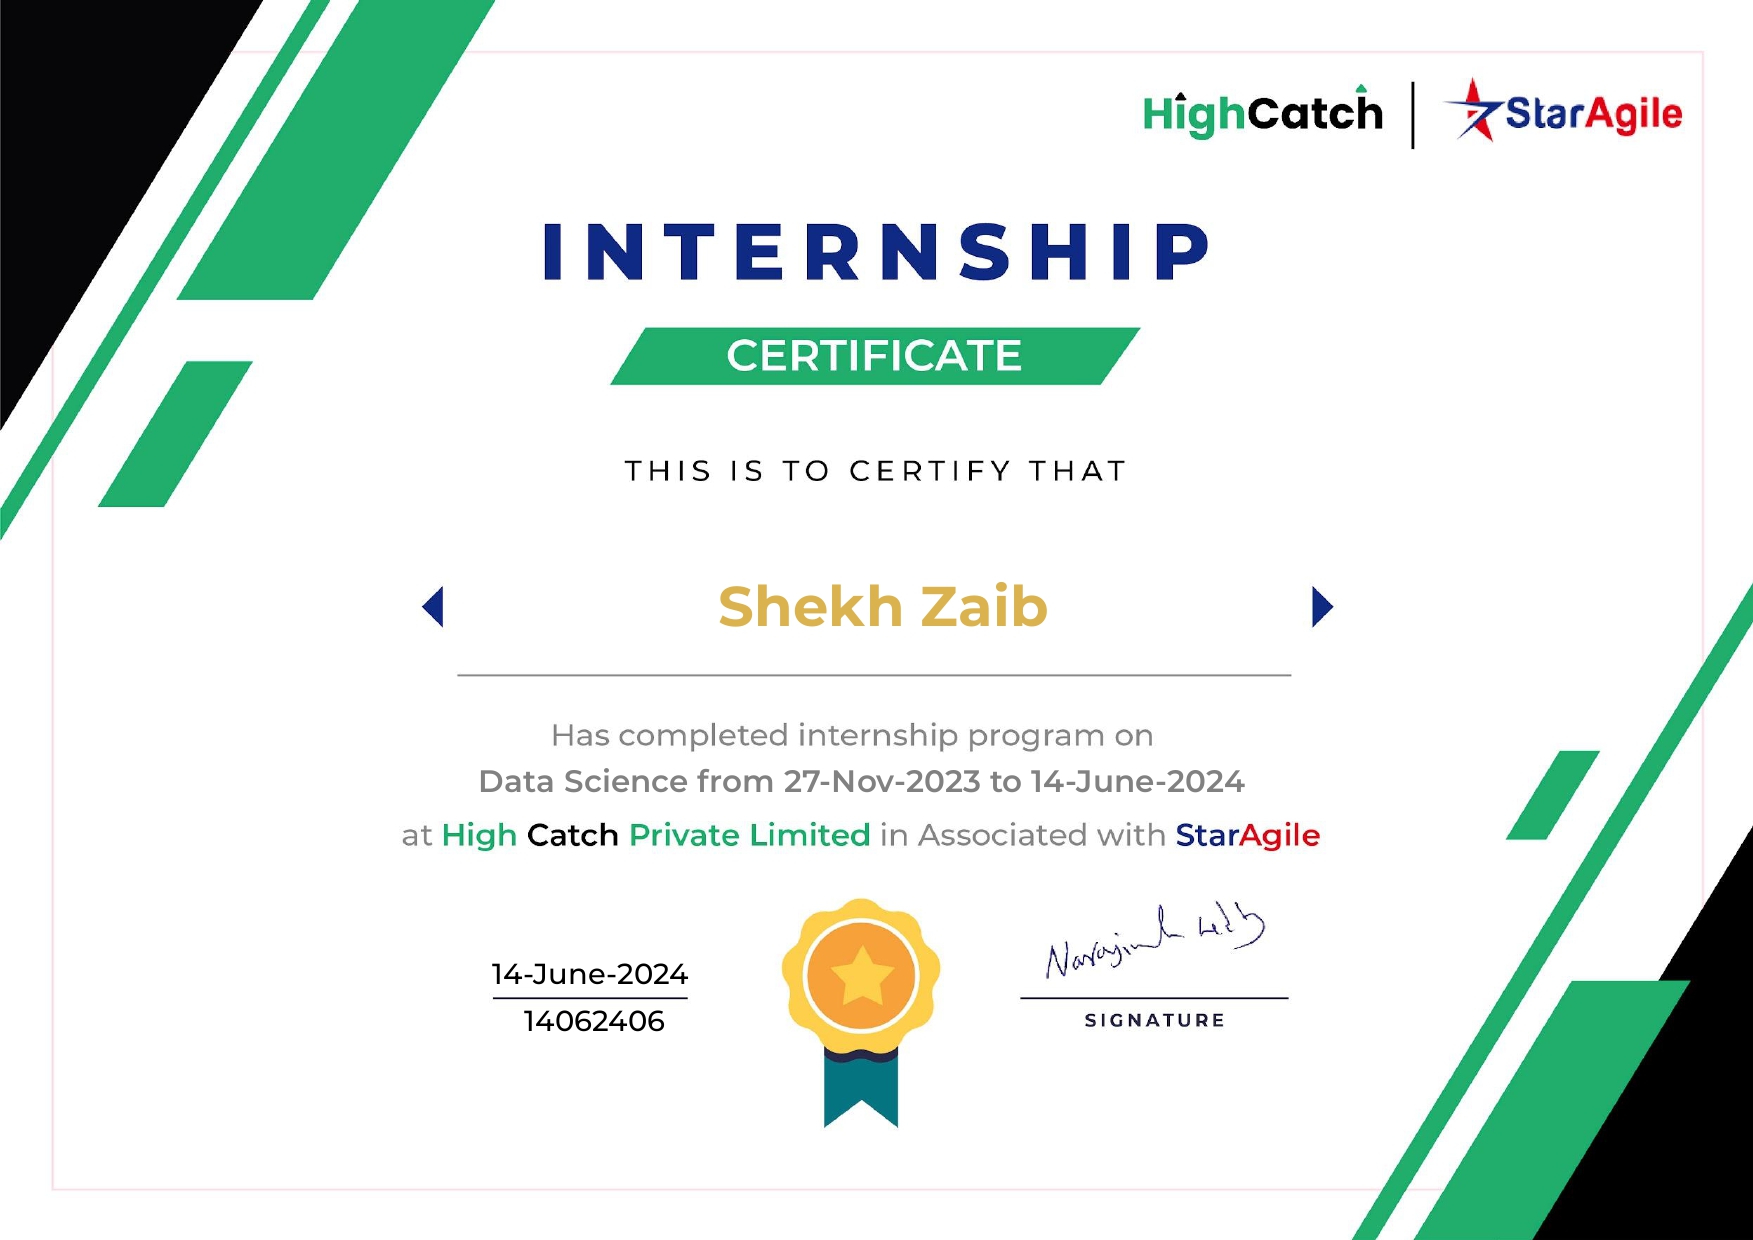 HighCatch | StarAgile
INTERNSHIP
CERTIFICATE
THIS IS TO CERTIFY THAT
Shekh Zaib
Has completed internship program on
Data Science from 27-Nov-2023 to 14-June-2024
at High Catch Private Limited in Associated with StarAgile
14-June-2024
14062406
SIGNATURE